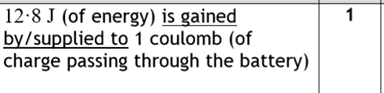 12·8 J (of energy) is gained 1
by/supplied to 1 coulomb (of
charge passing through the battery)